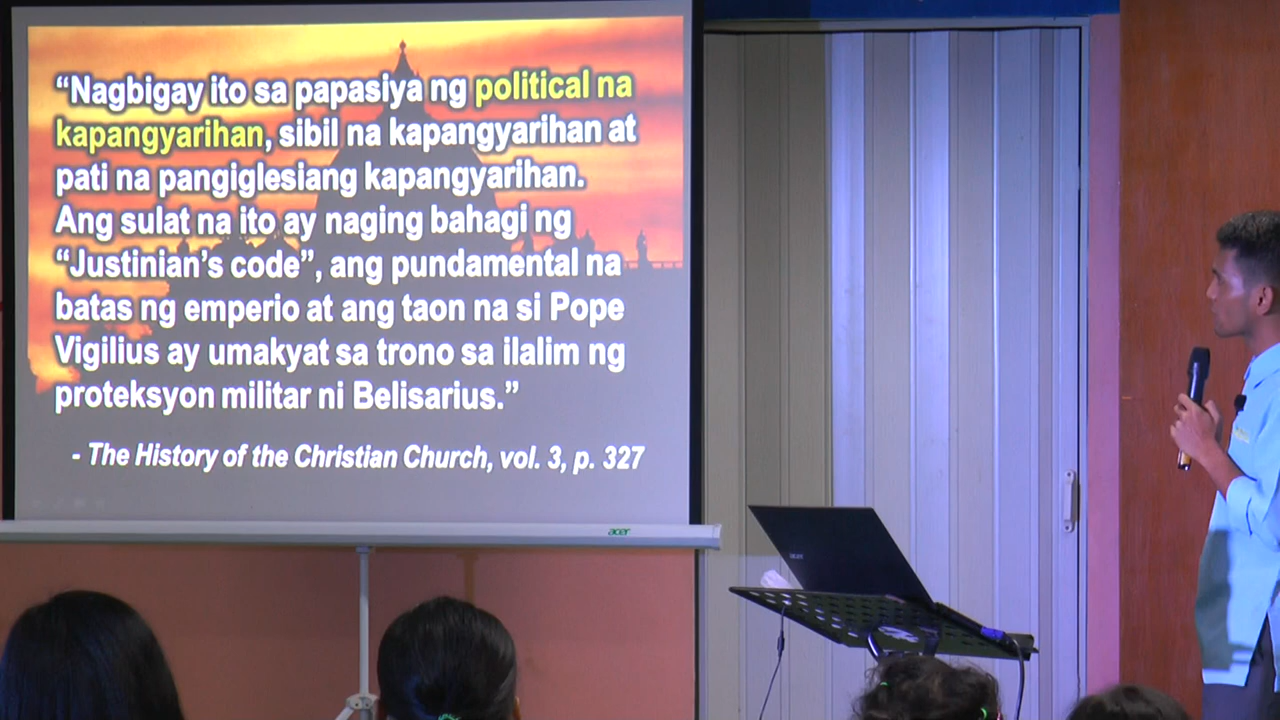 “Nagbigay ito sa papasiya ng political na
kapangyarihan, sibil na kapangyarihan at
pati na pangiglesiang kapangyarihan.
Ang sulat na ito ay naging bahagi ng
“Justinian’s code”, ang pundamental na
batas ng emperio at ang taon na si Pope
Vigilius ay umakyat sa trono sa ilalim ng
proteksyon militar ni Belisarius.”
- The History of the Christian Church, vol. 3, p. 327
acer